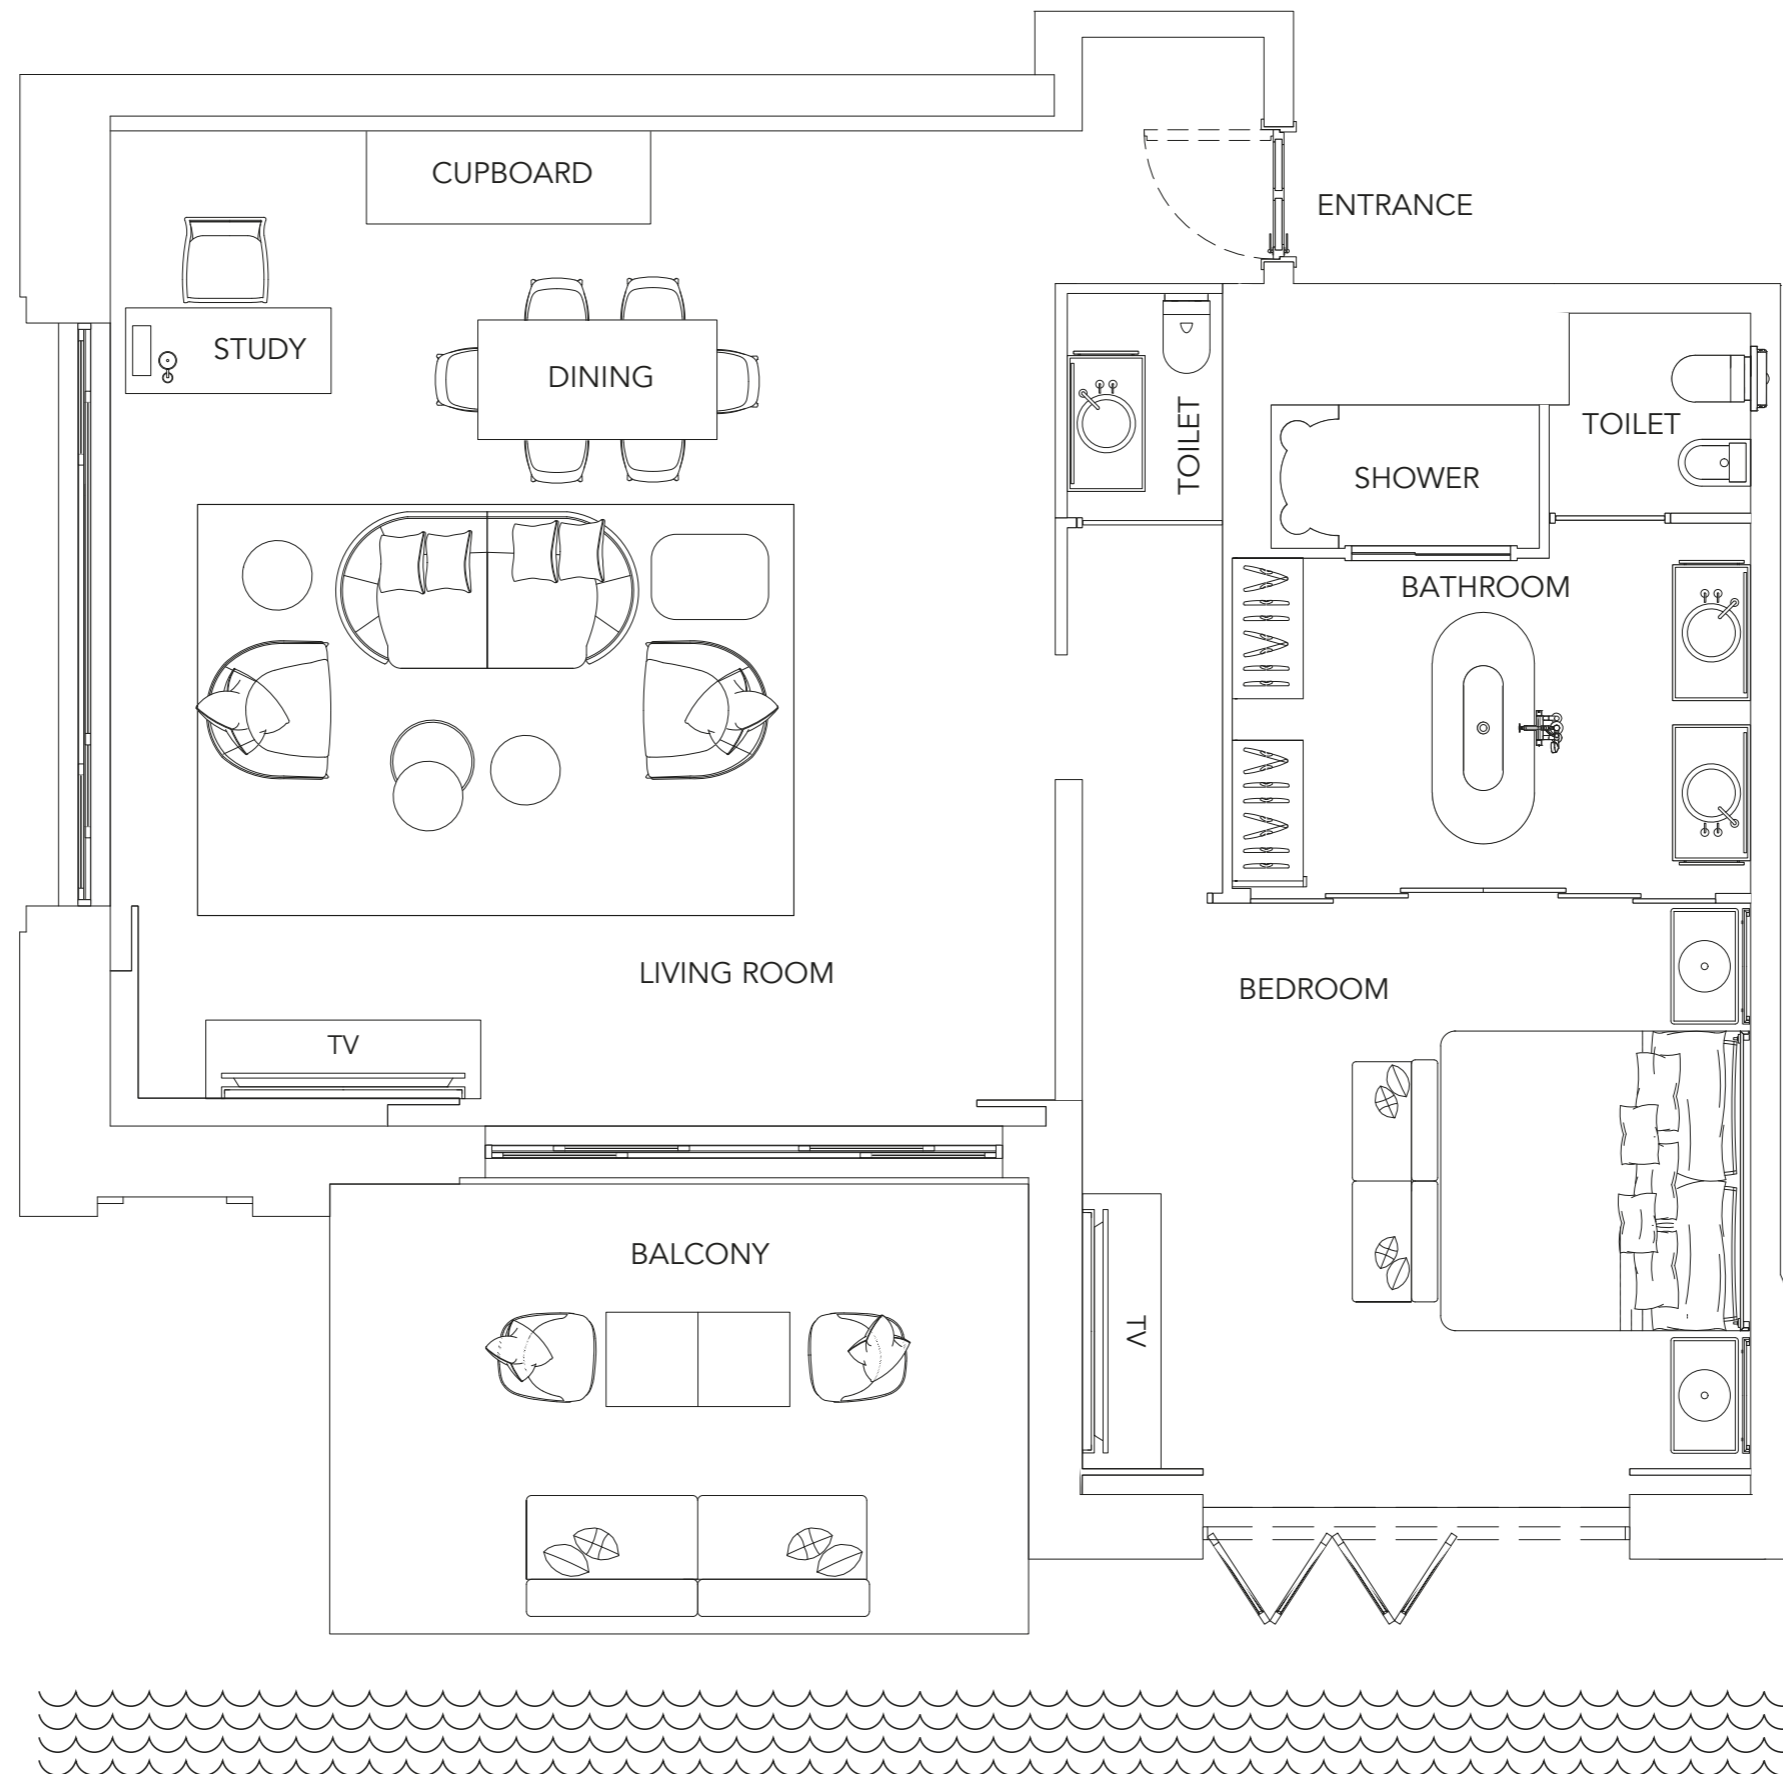 CUPBOARD
ENTRANCE
STUDY
DINING
TOILET
TOILET
SHOWER
BATHROOM
LIVING ROOM
BEDROOM
TV
BALCONY
TV